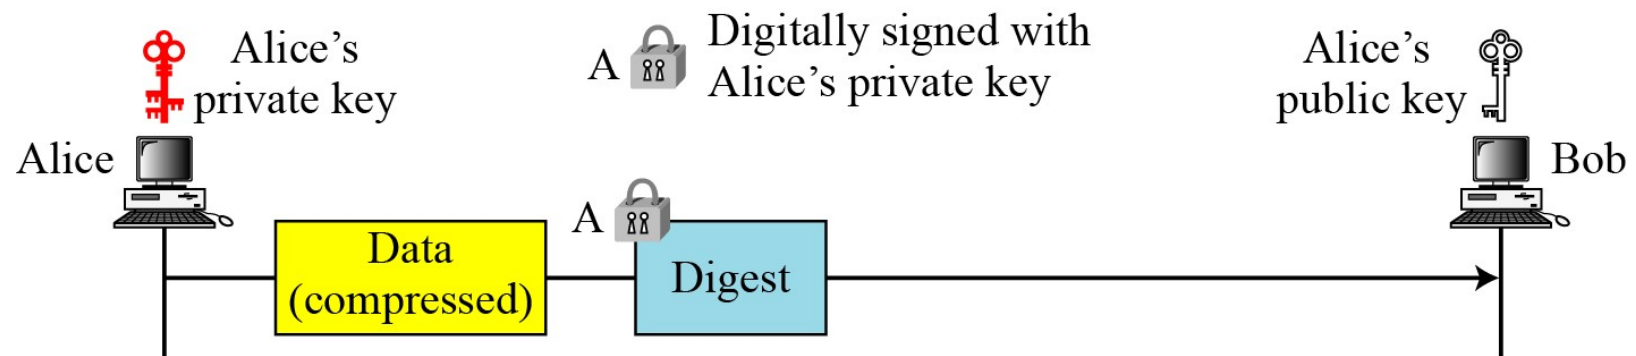 Alice's
private key
A
Digitally signed with
Alice's private key
Alice's
public key
Alice
Bob
A
Data
(compressed)
Digest